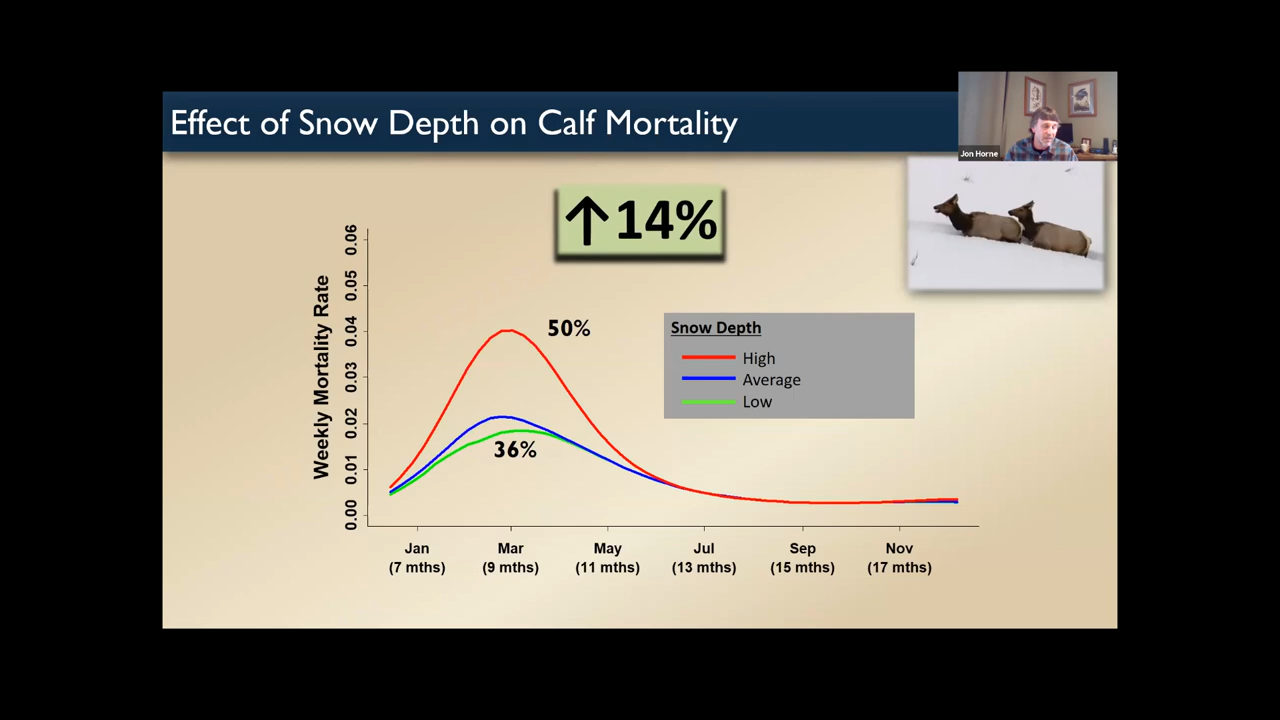 Effect of Snow Depth on Calf Mortality
Jon Horne
↑14%
Weekly Mortality Rate
0.06
0.05
0.04
0.03
0.02
0.01
0.00
50%
36%
Snow Depth
High
Average
Low
Jan Mar May Jul Sep Nov
(7 mths) (9 mths) (11 mths) (13 mths) (15 mths) (17 mths)